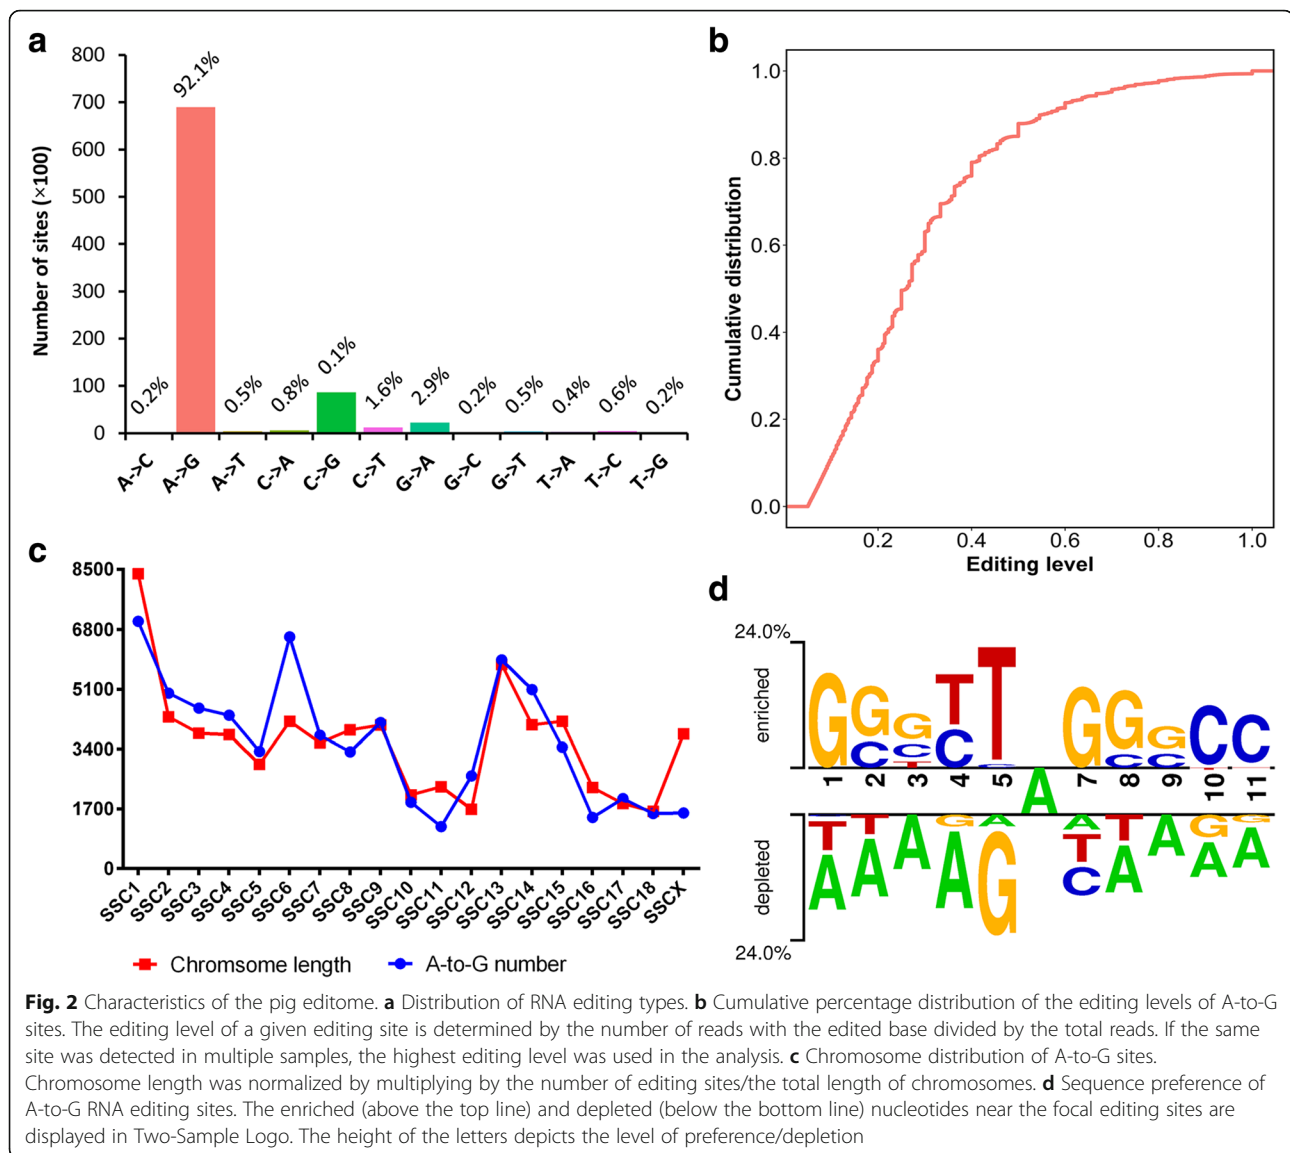 a
Number of sites (×100)
800
700
600
500
400
300
200
100
0
0.2%
92.1%
0.5%
0.8%
0.1%
1.6%
2.9%
0.2%
0.5%
0.4%
0.6%
0.2%
A->C
A->G
A->T
C->A
C->G
C->T
G->A
G->C
G->T
T->A
T->C
T->G
b
Cumulative distribution
1.0
0.8
0.6
0.4
0.2
0.0
0.2 0.4 0.6 0.8 1.0
Editing level
c
8500
6800
5100
3400
1700
0
SSC1
SSC2
SSC3
SSC4
SSC5
SSC6
SSC7
SSC8
SSC9
SSC10
SSC11
SSC12
SSC13
SSC14
SSC15
SSC16
SSC17
SSC18
SSCX
Chromsome length A-to-G number
d
24.0%
enriched
G G C G C T T C T G G C G C C C
1 2 3 4 5 7 8 9 10 11
A
depleted
T A T A A G A A G A T C T A A G A G A
24.0%
Fig. 2 Characteristics of the pig editome. a Distribution of RNA editing types. b Cumulative percentage distribution of the editing levels of A-to-G
sites. The editing level of a given editing site is determined by the number of reads with the edited base divided by the total reads. If the same
site was detected in multiple samples, the highest editing level was used in the analysis. c Chromosome distribution of A-to-G sites.
Chromosome length was normalized by multiplying by the number of editing sites/the total length of chromosomes. d Sequence preference of
A-to-G RNA editing sites. The enriched (above the top line) and depleted (below the bottom line) nucleotides near the focal editing sites are
displayed in Two-Sample Logo. The height of the letters depicts the level of preference/depletion